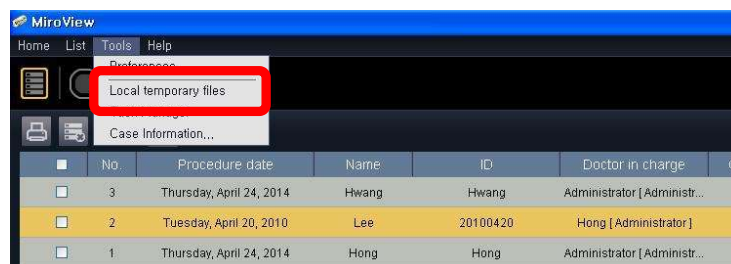 MiroView
Home List Tools Help
Preferences
Local temporary files
Case Information...
No. Procedure date Name ID Doctor in charge
3 Thursday, April 24, 2014 Hwang Hwang Administrator [ Administr...
2 Tuesday, April 20, 2010 Lee 20100420 Hong [ Administrator ]
1 Thursday, April 24, 2014 Hong Hong Administrator [ Administr...